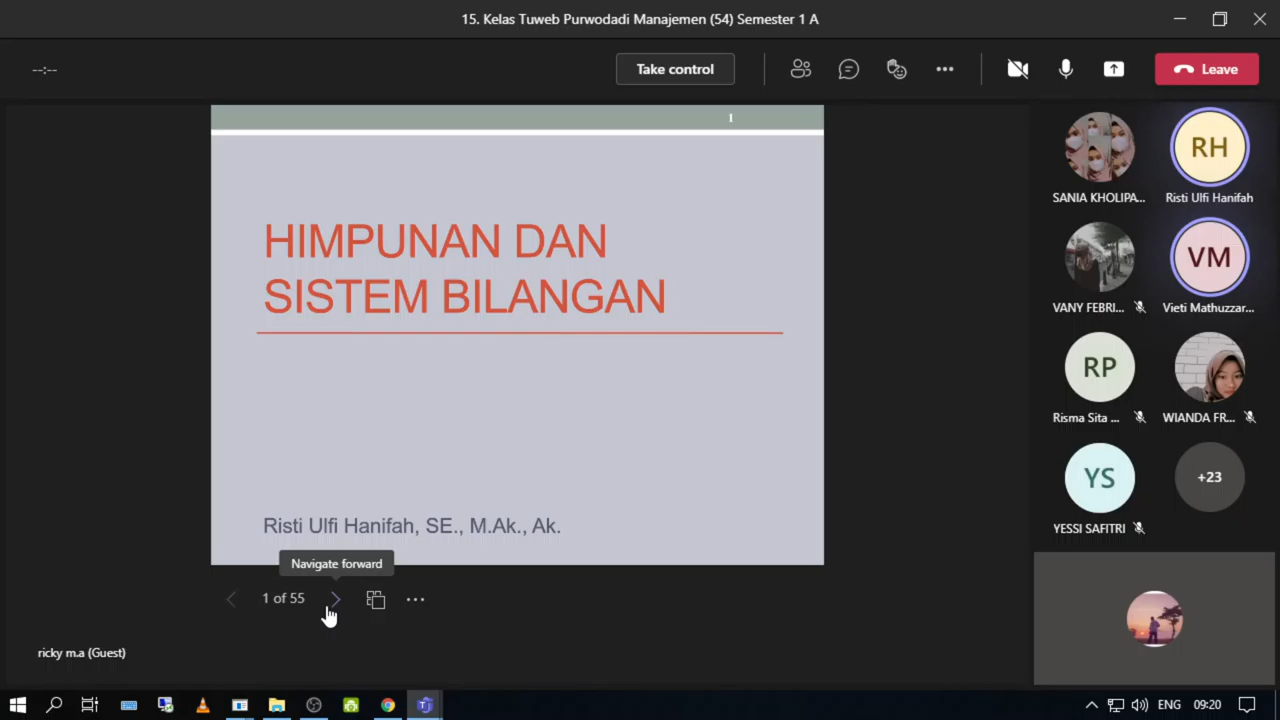 15. Kelas Tuweb Purwodadi Manajemen (54) Semester 1 A
--:--
Take control
Leave
1
HIMPUNAN DAN
SISTEM BILANGAN
Risti Ulfi Hanifah, SE., M.Ak., Ak.
Navigate forward
1 of 55
ricky m.a (Guest)
SANIA KHOLIPA...
RH
Risti Ulfi Hanifah
VANY FEBRI...
VM
Vieti Mathuzzar...
RP
Risma Sita ...
WIANDA FR...
YS
YESSI SAFITRI
+23
ENG
09:20